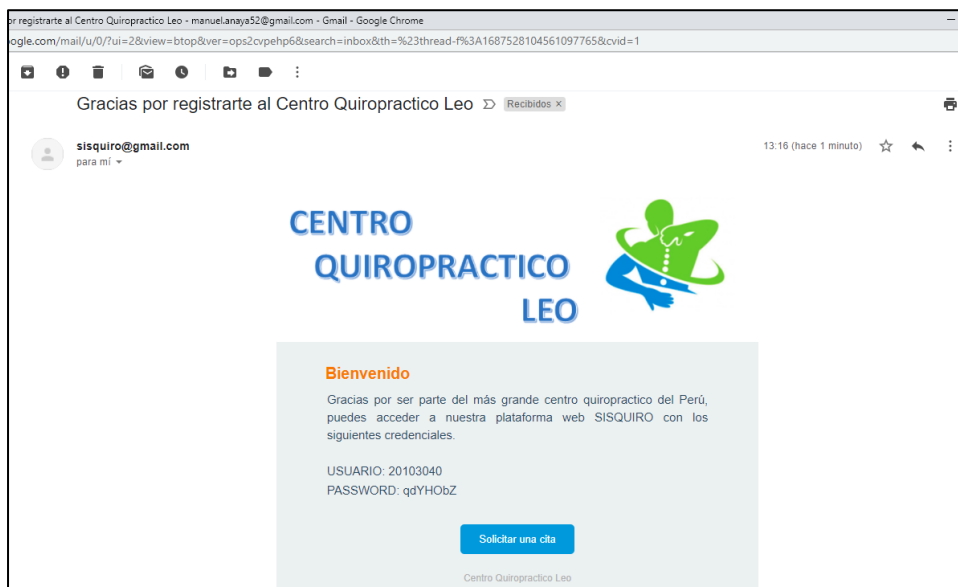 or registrarte al Centro Quiropractico Leo - manuel.anaya52@gmail.com - Gmail - Google Chrome
ogle.com/mail/u/0/?ui=2&view=btop&ver=ops2cvpehp6&search=inbox&th=%23thread-f%3A1687528104561097765&cvid=1
Gracias por registrarte al Centro Quiropractico Leo Recibidos ×
sisquiro@gmail.com 13:16 (hace 1 minuto)
para mí
CENTRO
QUIROPRACTICO
LEO
Bienvenido
Gracias por ser parte del más grande centro quiropractico del Perú,
puedes acceder a nuestra plataforma web SISQUIRO con los
siguientes credenciales.
USUARIO: 20103040
PASSWORD: qdYHObZ
Solicitar una cita
Centro Quiropractico Leo